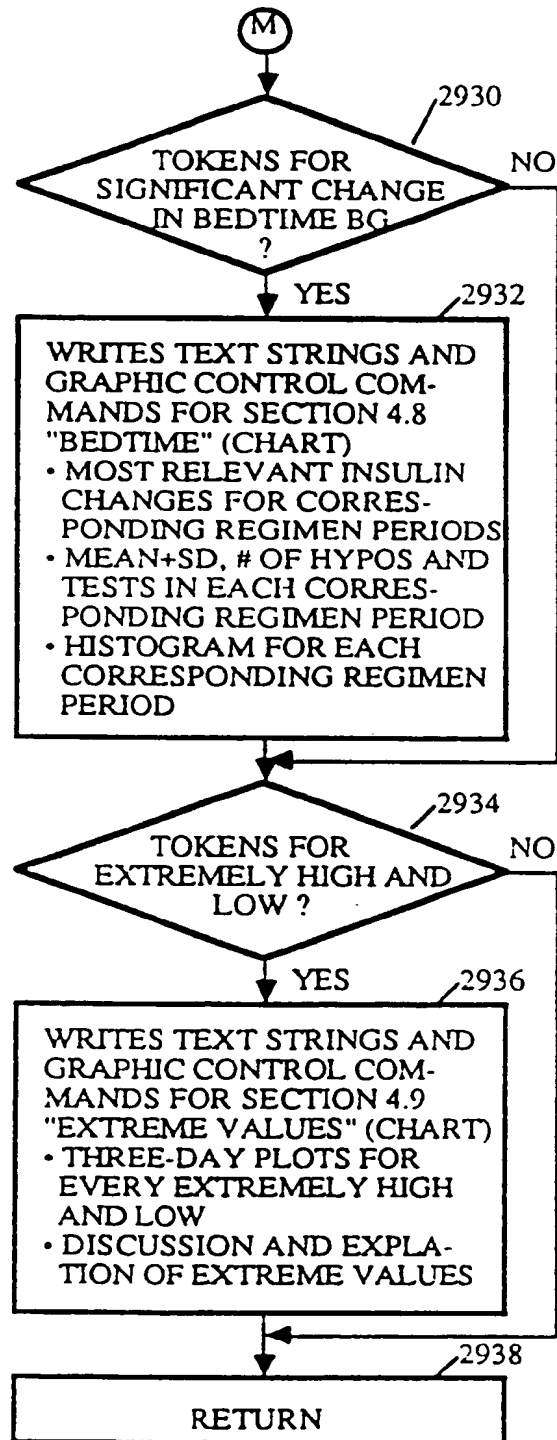 M
2930
TOKENS FOR
SIGNIFICANT CHANGE
IN BEDTIME BG
?
NO
YES
2932
WRITES TEXT STRINGS AND
GRAPHIC CONTROL COM-
MANDS FOR SECTION 4.8
"BEDTIME" (CHART)
• MOST RELEVANT INSULIN
CHANGES FOR CORRES-
PONDING REGIMEN PERIODS
• MEAN+SD, # OF HYPOS AND
TESTS IN EACH CORRES-
PONDING REGIMEN PERIOD
• HISTOGRAM FOR EACH
CORRESPONDING REGIMEN
PERIOD
2934
TOKENS FOR
EXTREMELY HIGH AND
LOW ?
NO
YES
2936
WRITES TEXT STRINGS AND
GRAPHIC CONTROL COM-
MANDS FOR SECTION 4.9
"EXTREME VALUES" (CHART)
• THREE-DAY PLOTS FOR
EVERY EXTREMELY HIGH
AND LOW
• DISCUSSION AND EXPLA-
TION OF EXTREME VALUES
2938
RETURN